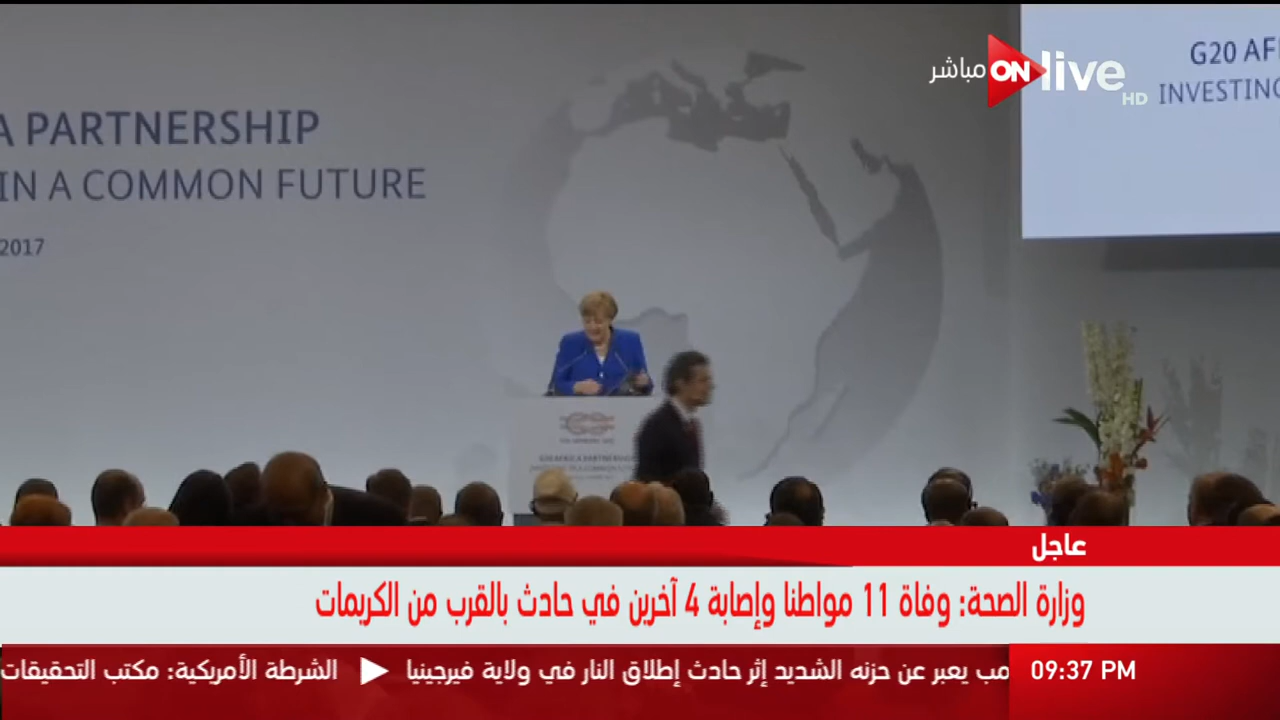 A PARTNERSHIP
IN A COMMON FUTURE
2017
مباشر ON live HD
G20 AF
INVESTING
عاجل
وزارة الصحة: وفاة 11 مواطنا وإصابة 4 آخرين في حادث بالقرب من الكريمات
مب يعبر عن حزنه الشديد إثر حادث إطلاق النار في ولاية فيرجينيا ◀ الشرطة الأمريكية: مكتب التحقيقات
09:37 PM